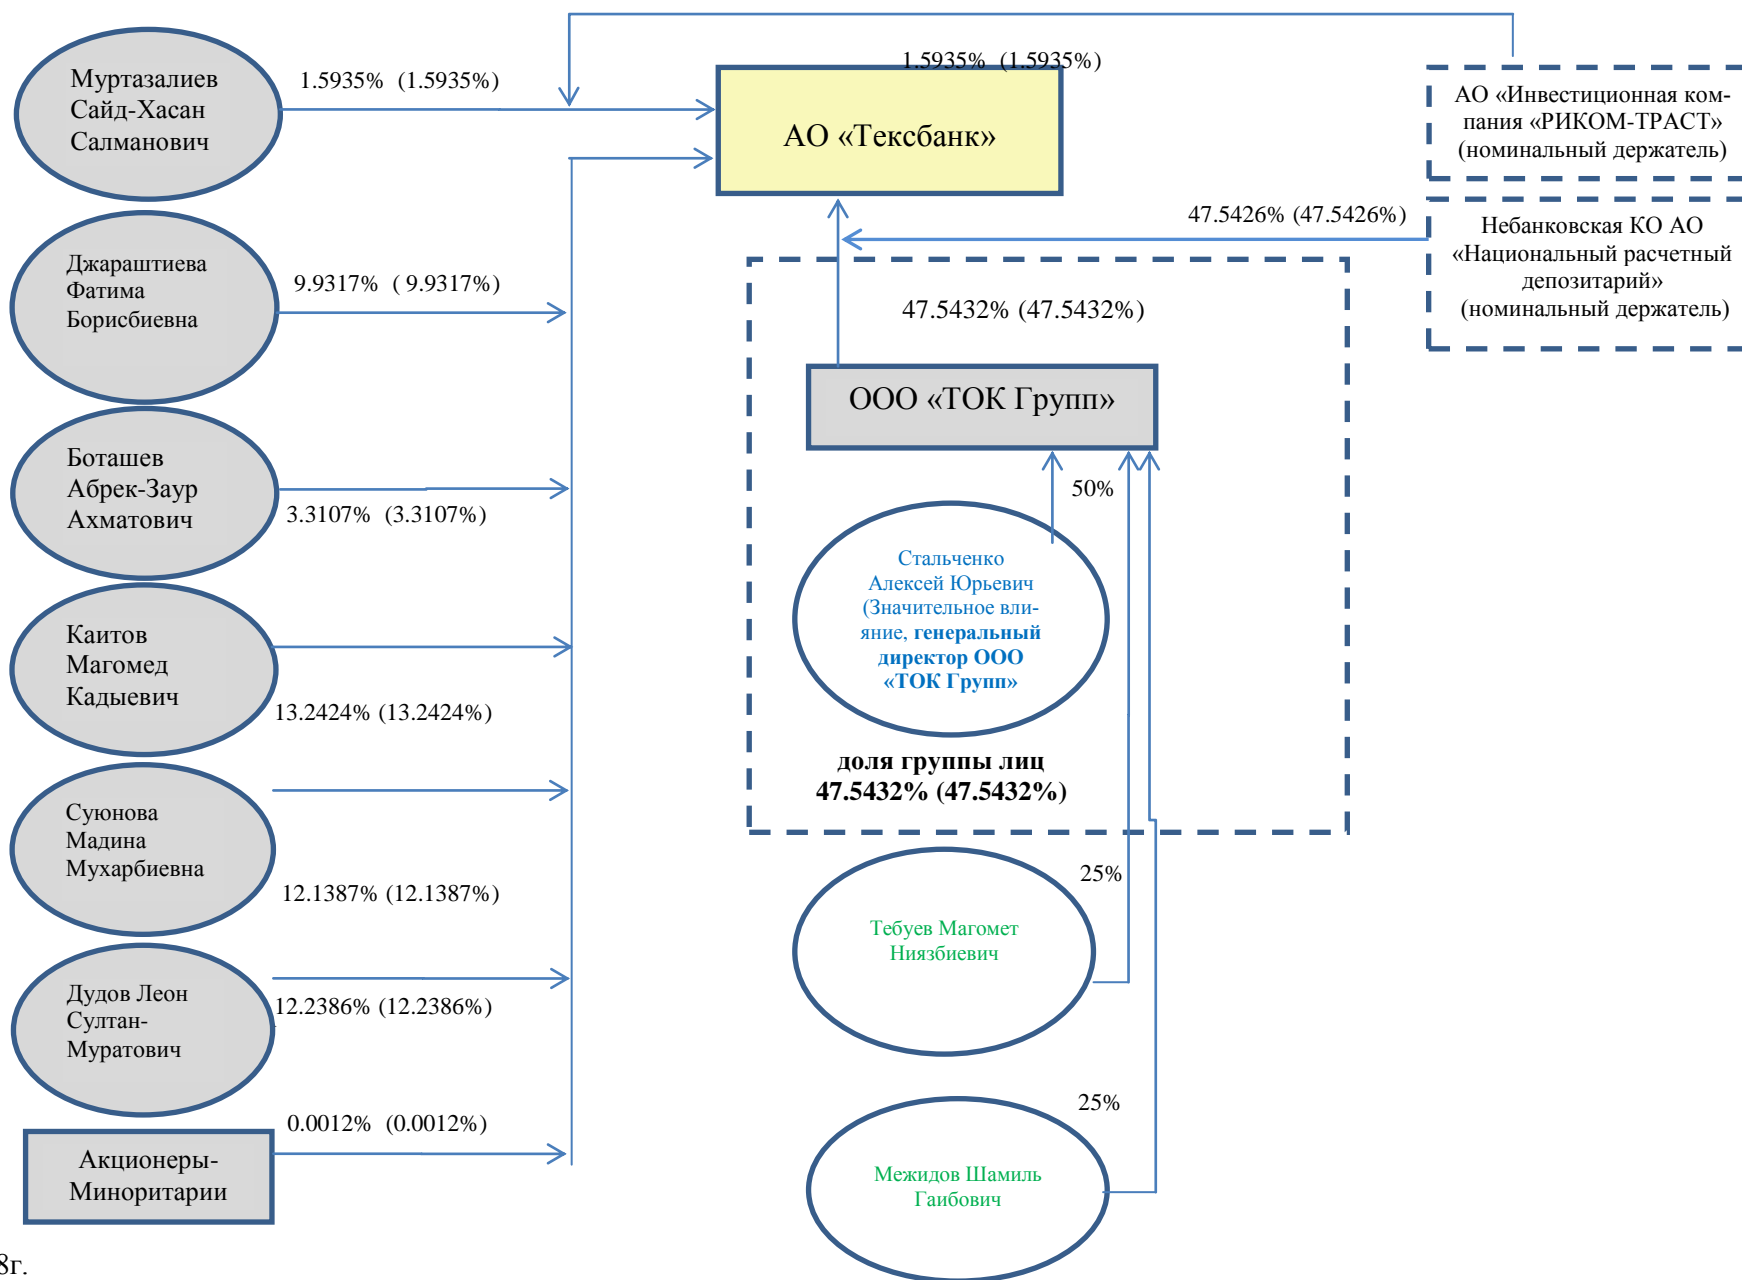 Муртазалиев
Сайд-Хасан
Салманович
1.5935% (1.5935%)
1.5935% (1.5935%)
АО «Тексбанк»
АО «Инвестиционная ком-
пания «РИКОМ-ТРАСТ»
(номинальный держатель)
47.5426% (47.5426%)
Небанковская КО АО
«Национальный расчетный
депозитарий»
(номинальный держатель)
Джараштиева
Фатима
Борисбиевна
9.9317% ( 9.9317%)
47.5432% (47.5432%)
ООО «ТОК Групп»
Боташев
Абрек-Заур
Ахматович
3.3107% (3.3107%)
50%
Стальченко
Алексей Юрьевич
(Значительное вли-
яние, генеральный
директор ООО
«ТОК Групп»
Каитов
Магомед
Кадыевич
13.2424% (13.2424%)
доля группы лиц
47.5432% (47.5432%)
Суюнова
Мадина
Мухарбиевна
12.1387% (12.1387%)
25%
Тебуев Магомет
Ниязбиевич
Дудов Леон
Султан-
Муратович
12.2386% (12.2386%)
25%
Межидов Шамиль
Гаибович
0.0012% (0.0012%)
Акционеры-
Миноритарии
8г.